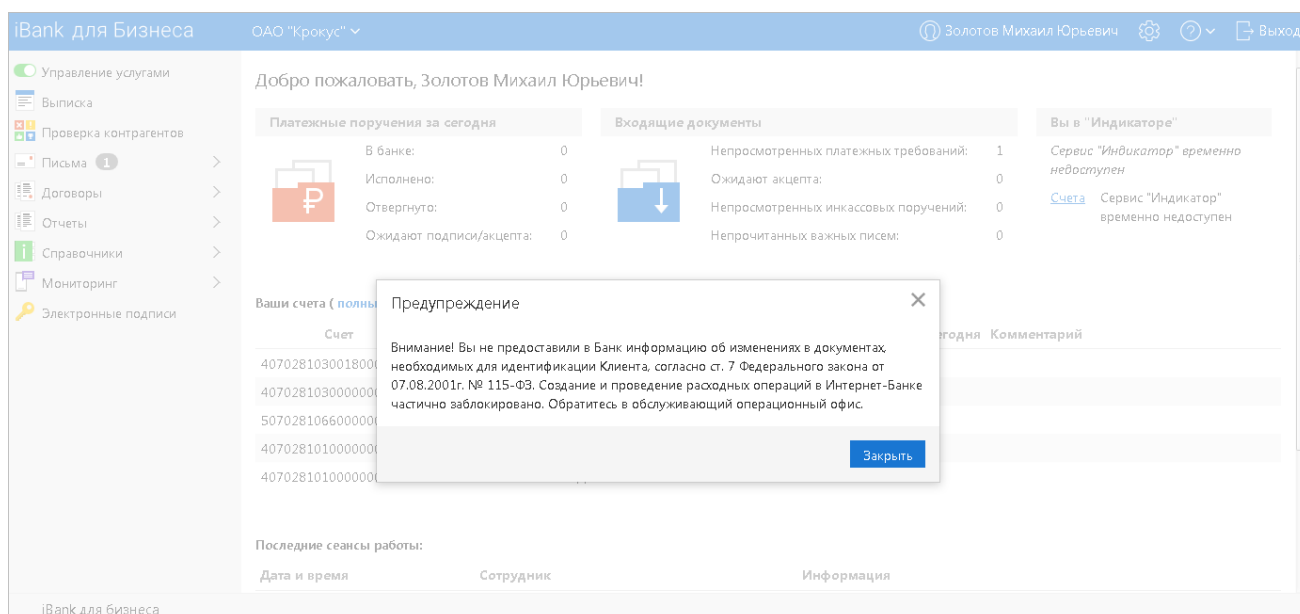 iBank для Бизнеса
ОАО "Крокус"
Золотов Михаил Юрьевич
Выход
Управление услугами
Выписка
Проверка контрагентов
Письма 1
Договоры
Отчеты
Справочники
Мониторинг
Электронные подписи
Добро пожаловать, Золотов Михаил Юрьевич!
Платежные поручения за сегодня
В банке: 0
Исполнено: 0
Отвергнуто: 0
Ожидают подписи/акцепта: 0
Входящие документы
Непросмотренных платежных требований: 1
Ожидают акцепта: 0
Непросмотренных инкассовых поручений: 0
Непрочитанных важных писем: 0
Вы в "Индикаторе"
Сервис "Индикатор" временно
недоступен
Счета Сервис "Индикатор"
временно недоступен
Ваши счета ( полны
Счет
егодня Комментарий
407028103001800
407028103000000
507028106600000
407028101000000
407028101000000
Предупреждение
Внимание! Вы не предоставили в Банк информацию об изменениях в документах,
необходимых для идентификации Клиента, согласно ст. 7 Федерального закона от
07.08.2001г. № 115-ФЗ. Создание и проведение расходных операций в Интернет-Банке
частично заблокировано. Обратитесь в обслуживающий операционный офис.
Закрыть
Последние сеансы работы:
Дата и время Сотрудник Информация
iBank для бизнеса